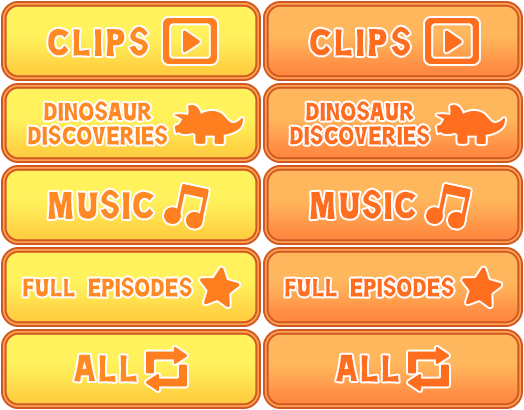 CLIPS
CLIPS
DINOSAUR
DISCOVERIES
DINOSAUR
DISCOVERIES
MUSIC
MUSIC
FULL EPISODES
FULL EPISODES
ALL
ALL